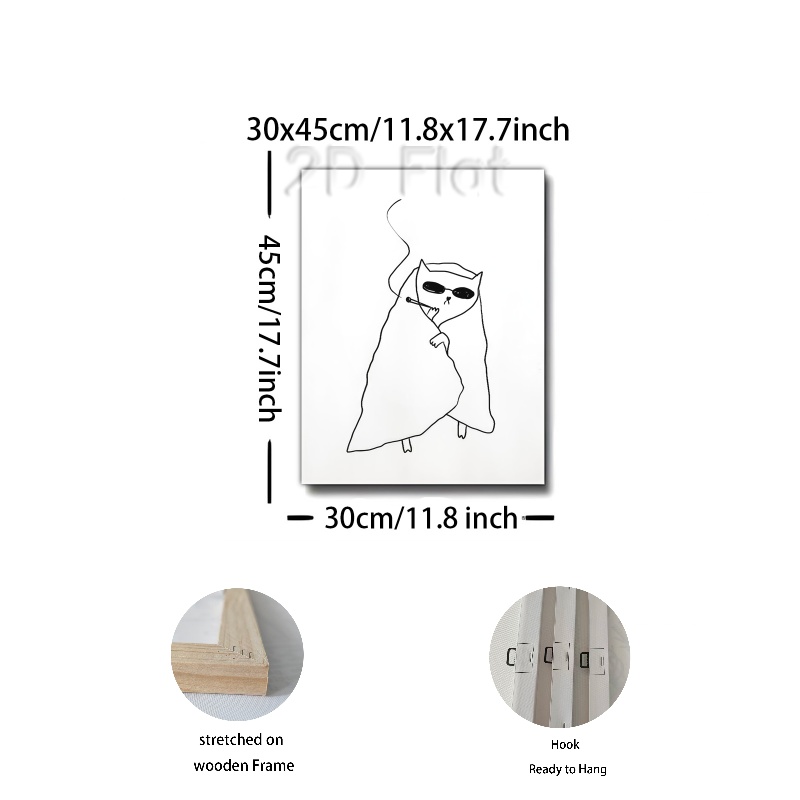 30x45cm/11.8x17.7inch
2D Flat
45cm/17.7inch
30cm/11.8 inch
stretched on
wooden Frame
Hook
Ready to Hang